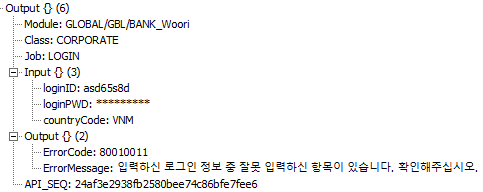 Output {} (6)
Module: GLOBAL/GBL/BANK_Woori
Class: CORPORATE
Job: LOGIN
Input {} (3)
loginID: asd65s8d
loginPWD: *********
countryCode: VNM
Output {} (2)
ErrorCode: 80010011
ErrorMessage: 입력하신 로그인 정보 중 잘못 입력하신 항목이 있습니다. 확인해주십시오.
API_SEQ: 24af3e2938fb2580bee74c86bfe7fee6